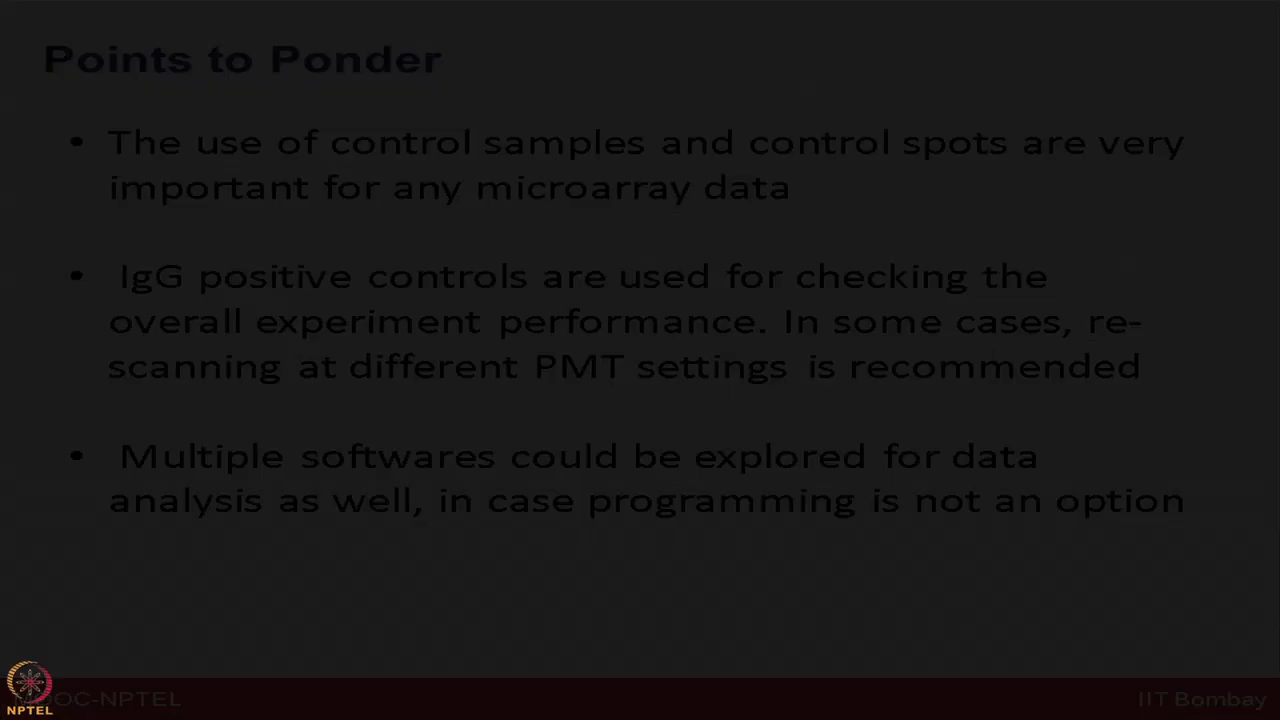 Points to Ponder
• The use of control samples and control spots are very
important for any microarray data
• IgG positive controls are used for checking the
overall experiment performance. In some cases, re-
scanning at different PMT settings is recommended
• Multiple softwares could be explored for data
analysis as well, in case programming is not an option
MOOC-NPTEL
IIT Bombay
NPTEL